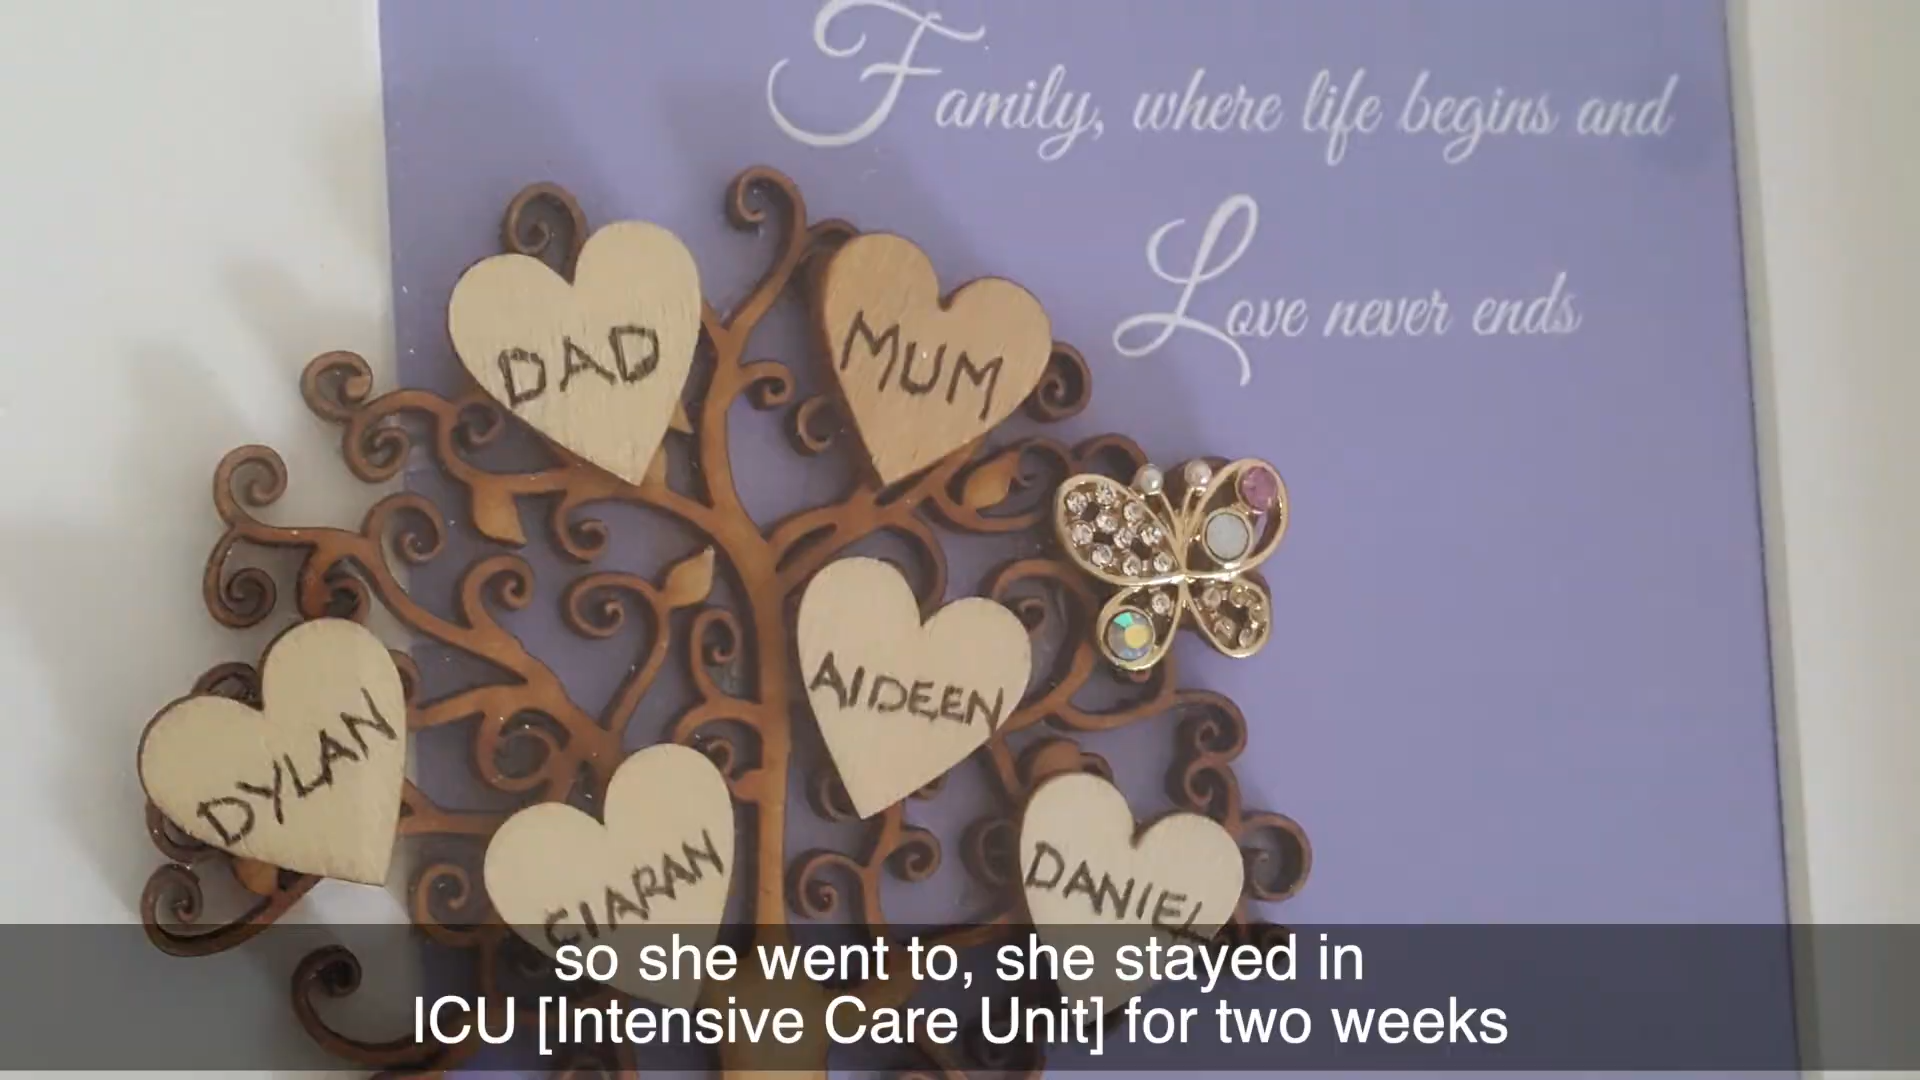 Family, where life begins and
Love never ends
DAD
MUM
AIDEEN
DYLAN
CIARAN
DANIEL
so she went to, she stayed in
ICU [Intensive Care Unit] for two weeks